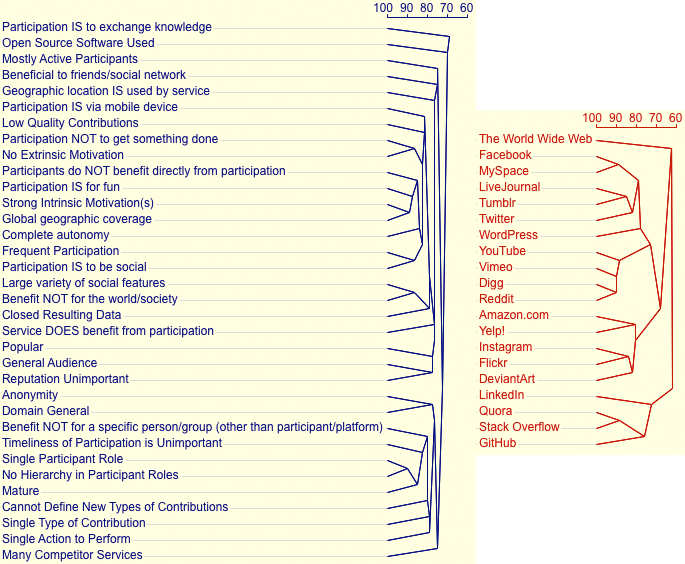 100 90 80 70 60
Participation IS to exchange knowledge
Open Source Software Used
Mostly Active Participants
Beneficial to friends/social network
Geographic location IS used by service
Participation IS via mobile device
Low Quality Contributions
Participation NOT to get something done
No Extrinsic Motivation
Participants do NOT benefit directly from participation
Participation IS for fun
Strong Intrinsic Motivation(s)
Global geographic coverage
Complete autonomy
Frequent Participation
Participation IS to be social
Large variety of social features
Benefit NOT for the world/society
Closed Resulting Data
Service DOES benefit from participation
Popular
General Audience
Reputation Unimportant
Anonymity
Domain General
Benefit NOT for a specific person/group (other than participant/platform)
Timeliness of Participation is Unimportant
Single Participant Role
No Hierarchy in Participant Roles
Mature
Cannot Define New Types of Contributions
Single Type of Contribution
Single Action to Perform
Many Competitor Services
100 90 80 70 60
The World Wide Web
Facebook
MySpace
LiveJournal
Tumblr
Twitter
WordPress
YouTube
Vimeo
Digg
Reddit
Amazon.com
Yelp!
Instagram
Flickr
DeviantArt
LinkedIn
Quora
Stack Overflow
GitHub